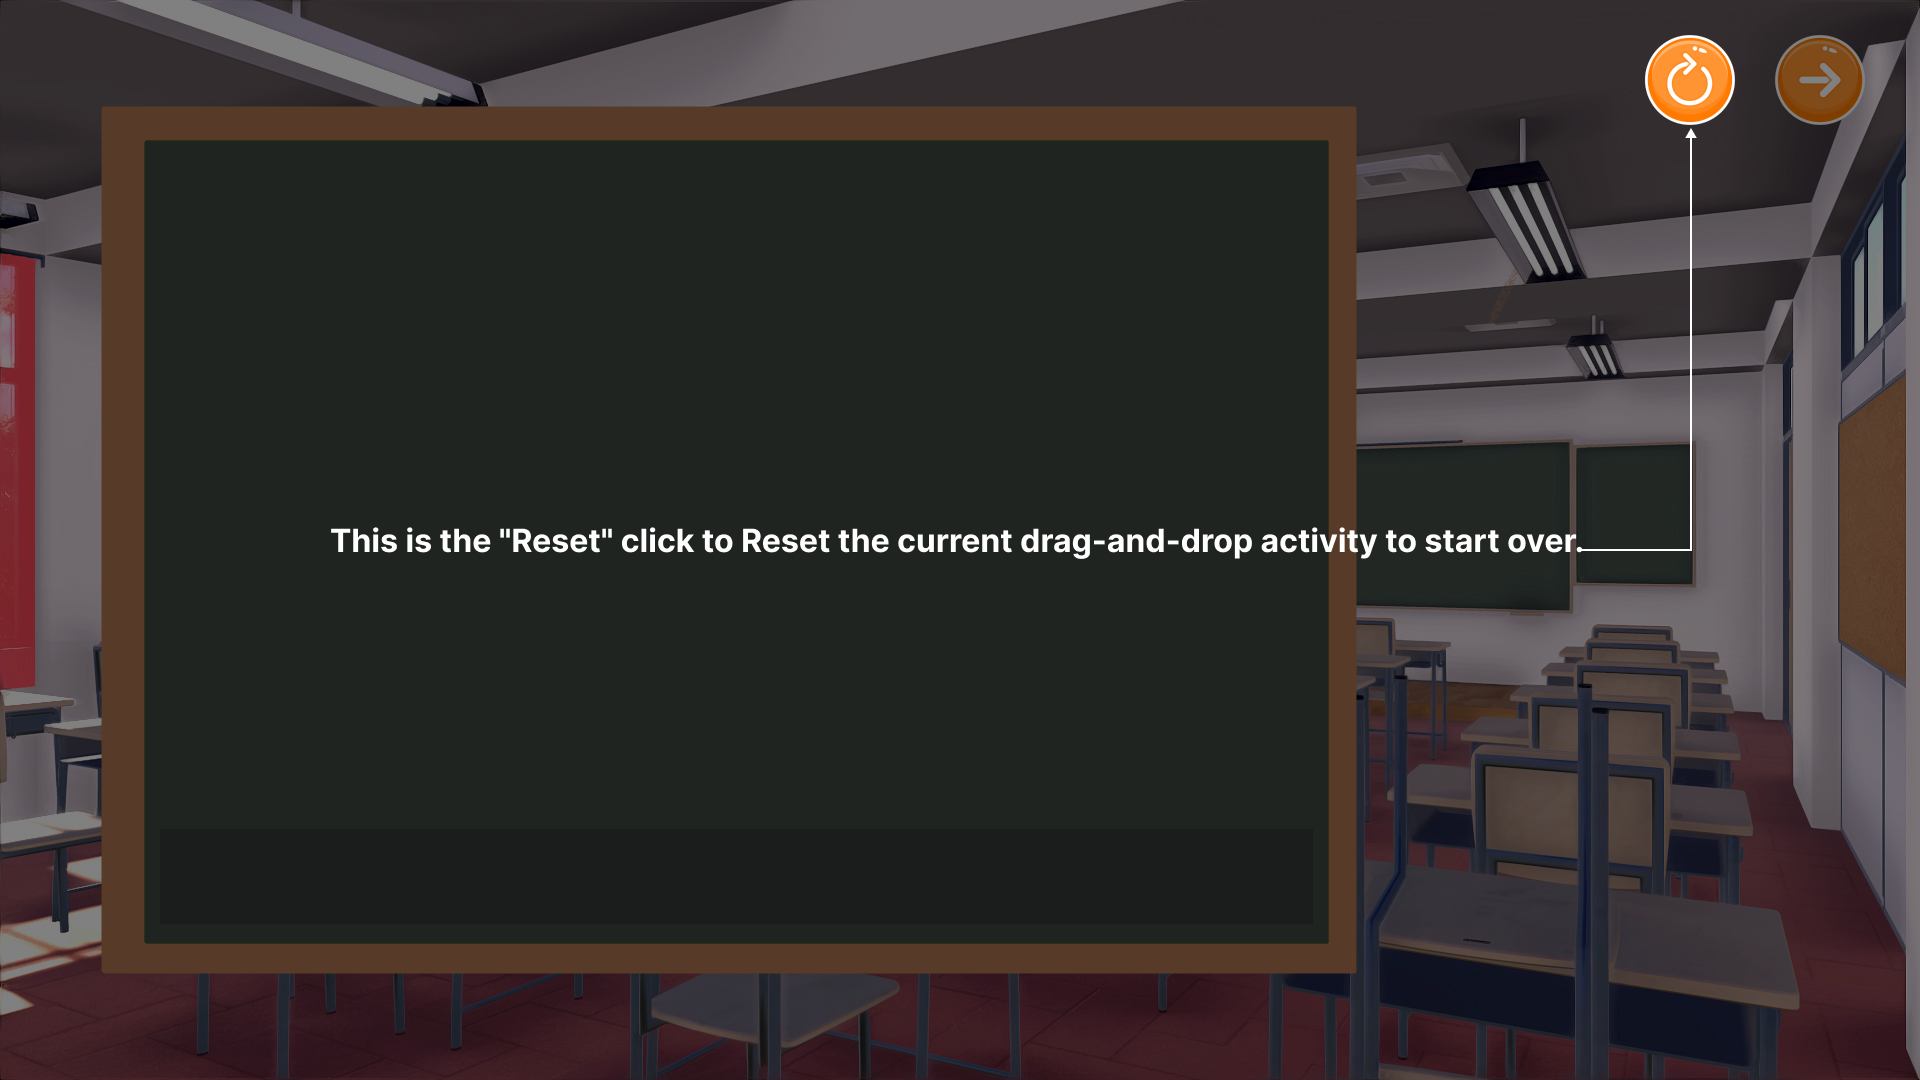 This is the "Reset" click to Reset the current drag-and-drop activity to start over.